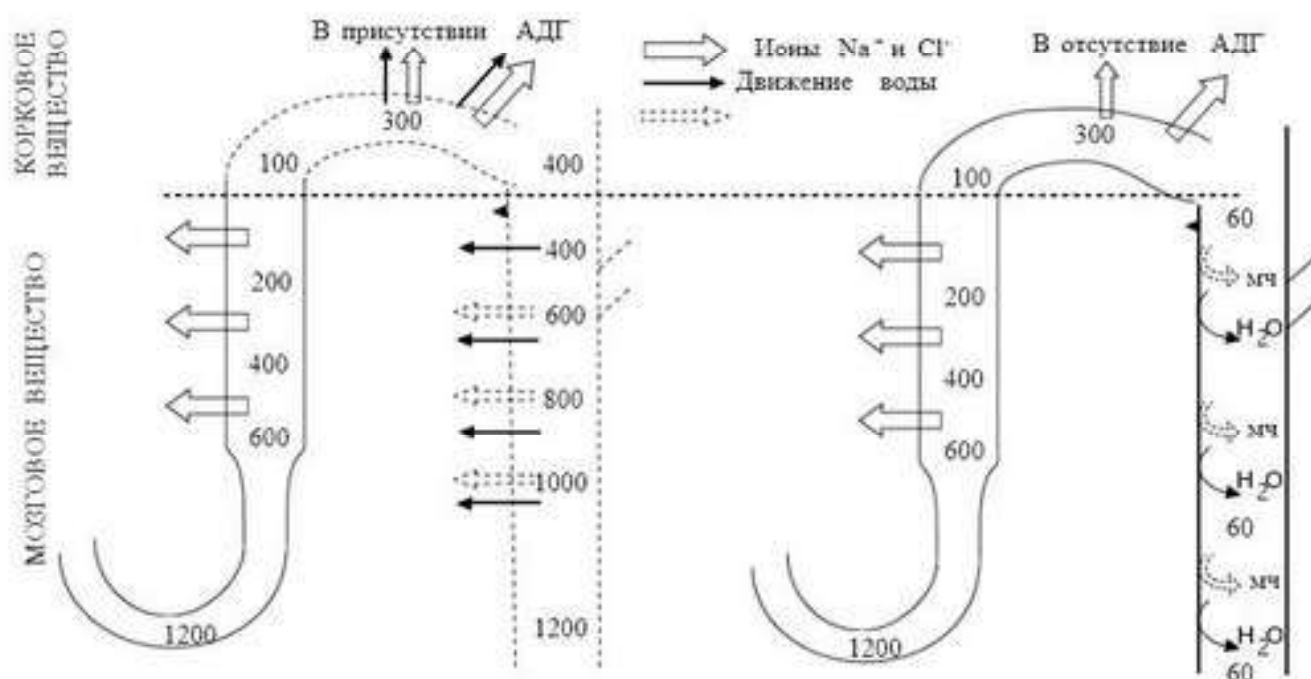 КОРКОВОЕ
ВЕЩЕСТВО
МОЗГОВОЕ ВЕЩЕСТВО
В присутствии АДГ
300
100
400
200
400
600
1200
400
600
800
1000
1200
Ионы Na⁺ и Cl⁻
Движение воды
В отсутствие АДГ
300
100
200
400
600
1200
60
мч
H₂O
мч
H₂O
60
мч
H₂O
60